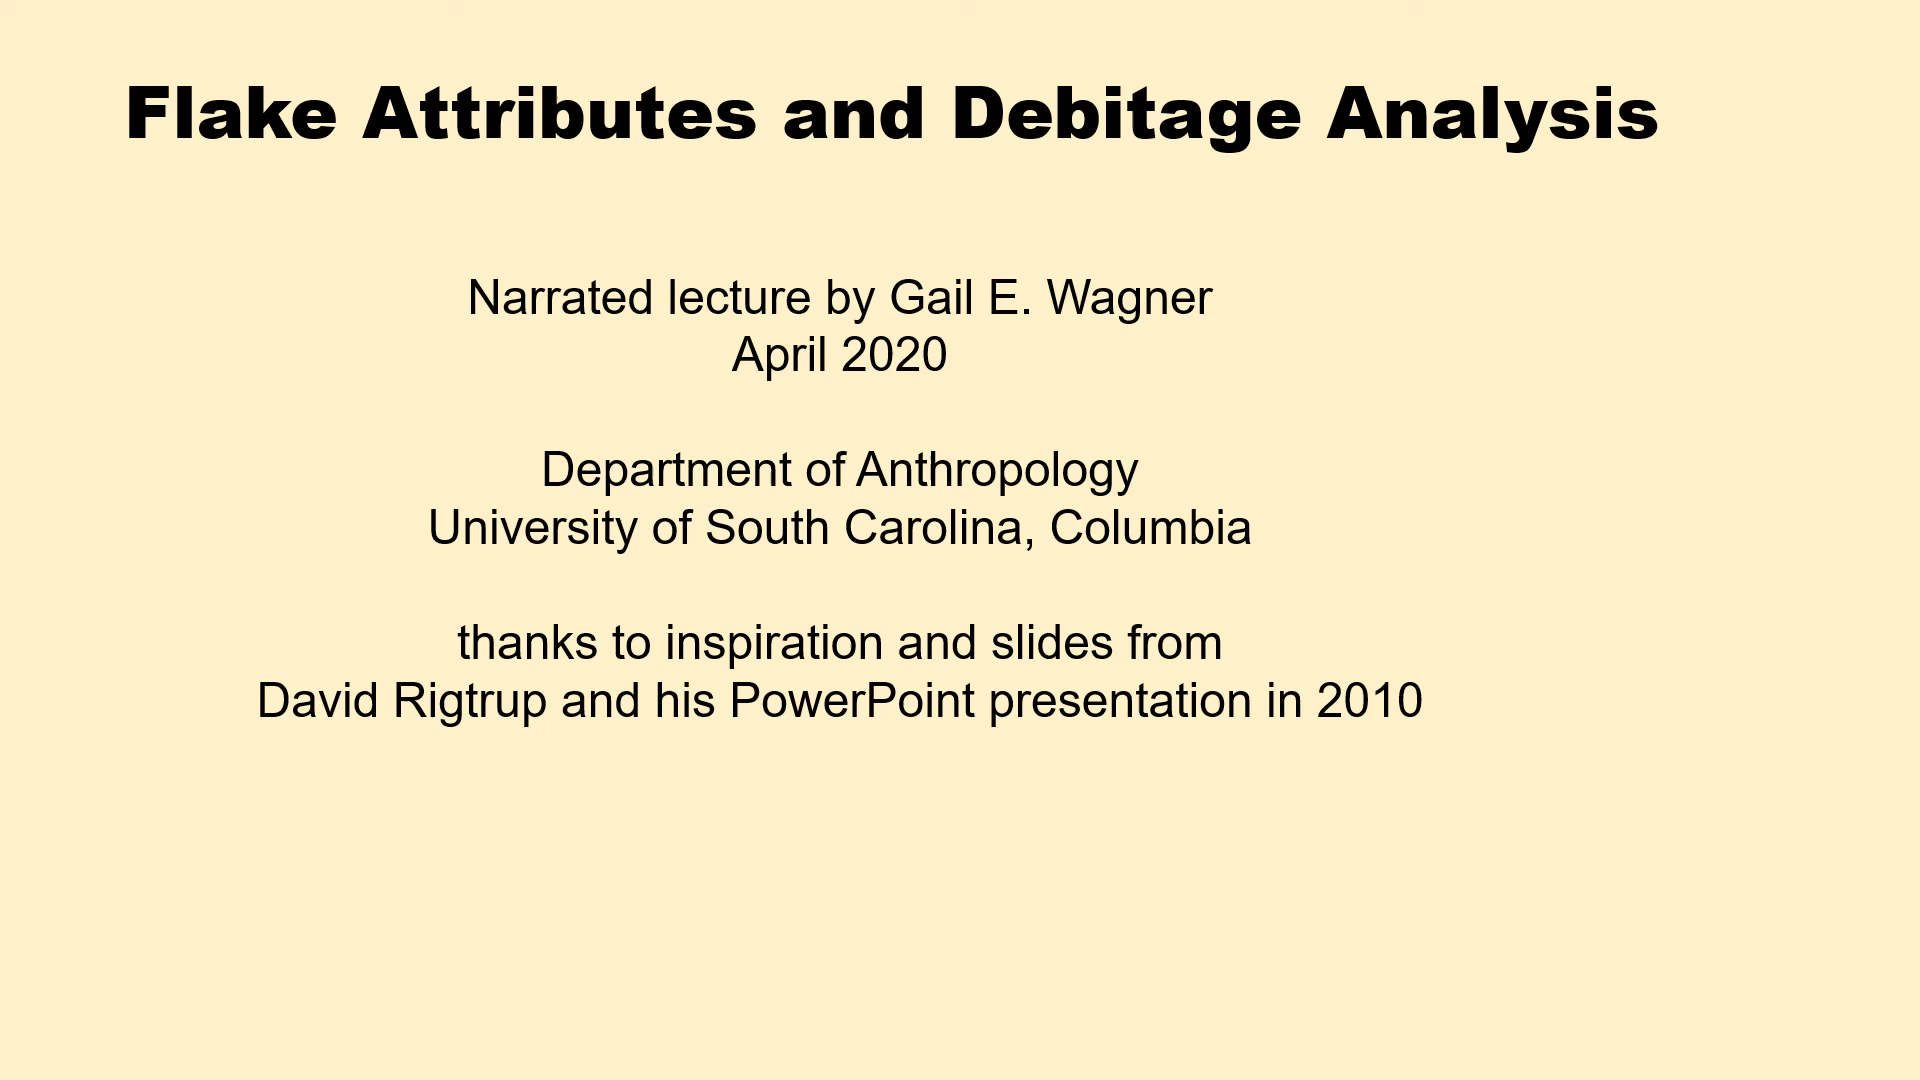 Flake Attributes and Debitage Analysis
Narrated lecture by Gail E. Wagner
April 2020
Department of Anthropology
University of South Carolina, Columbia
thanks to inspiration and slides from
David Rigtrup and his PowerPoint presentation in 2010